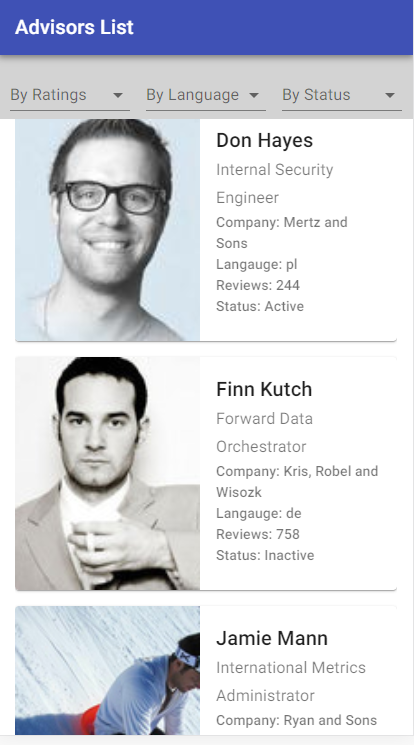 Advisors List
By Ratings By Language By Status
Don Hayes
Internal Security
Engineer
Company: Mertz and
Sons
Langauge: pl
Reviews: 244
Status: Active
Finn Kutch
Forward Data
Orchestrator
Company: Kris, Robel and
Wisozk
Langauge: de
Reviews: 758
Status: Inactive
Jamie Mann
International Metrics
Administrator
Company: Ryan and Sons